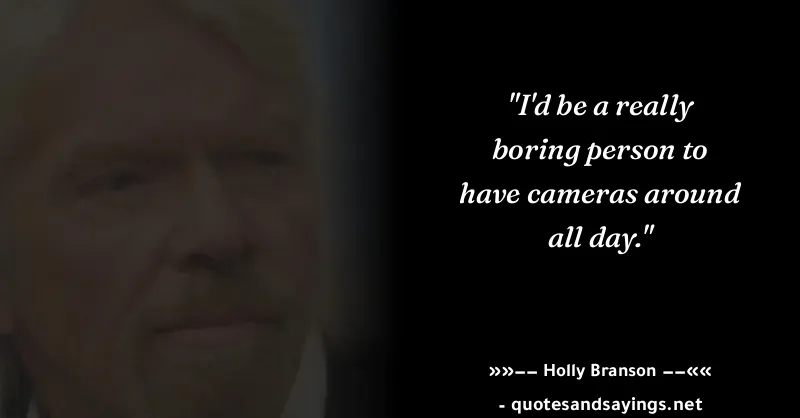 "I'd be a really
boring person to
have cameras around
all day."
»»–– Holly Branson ––««
- quotesandsayings.net